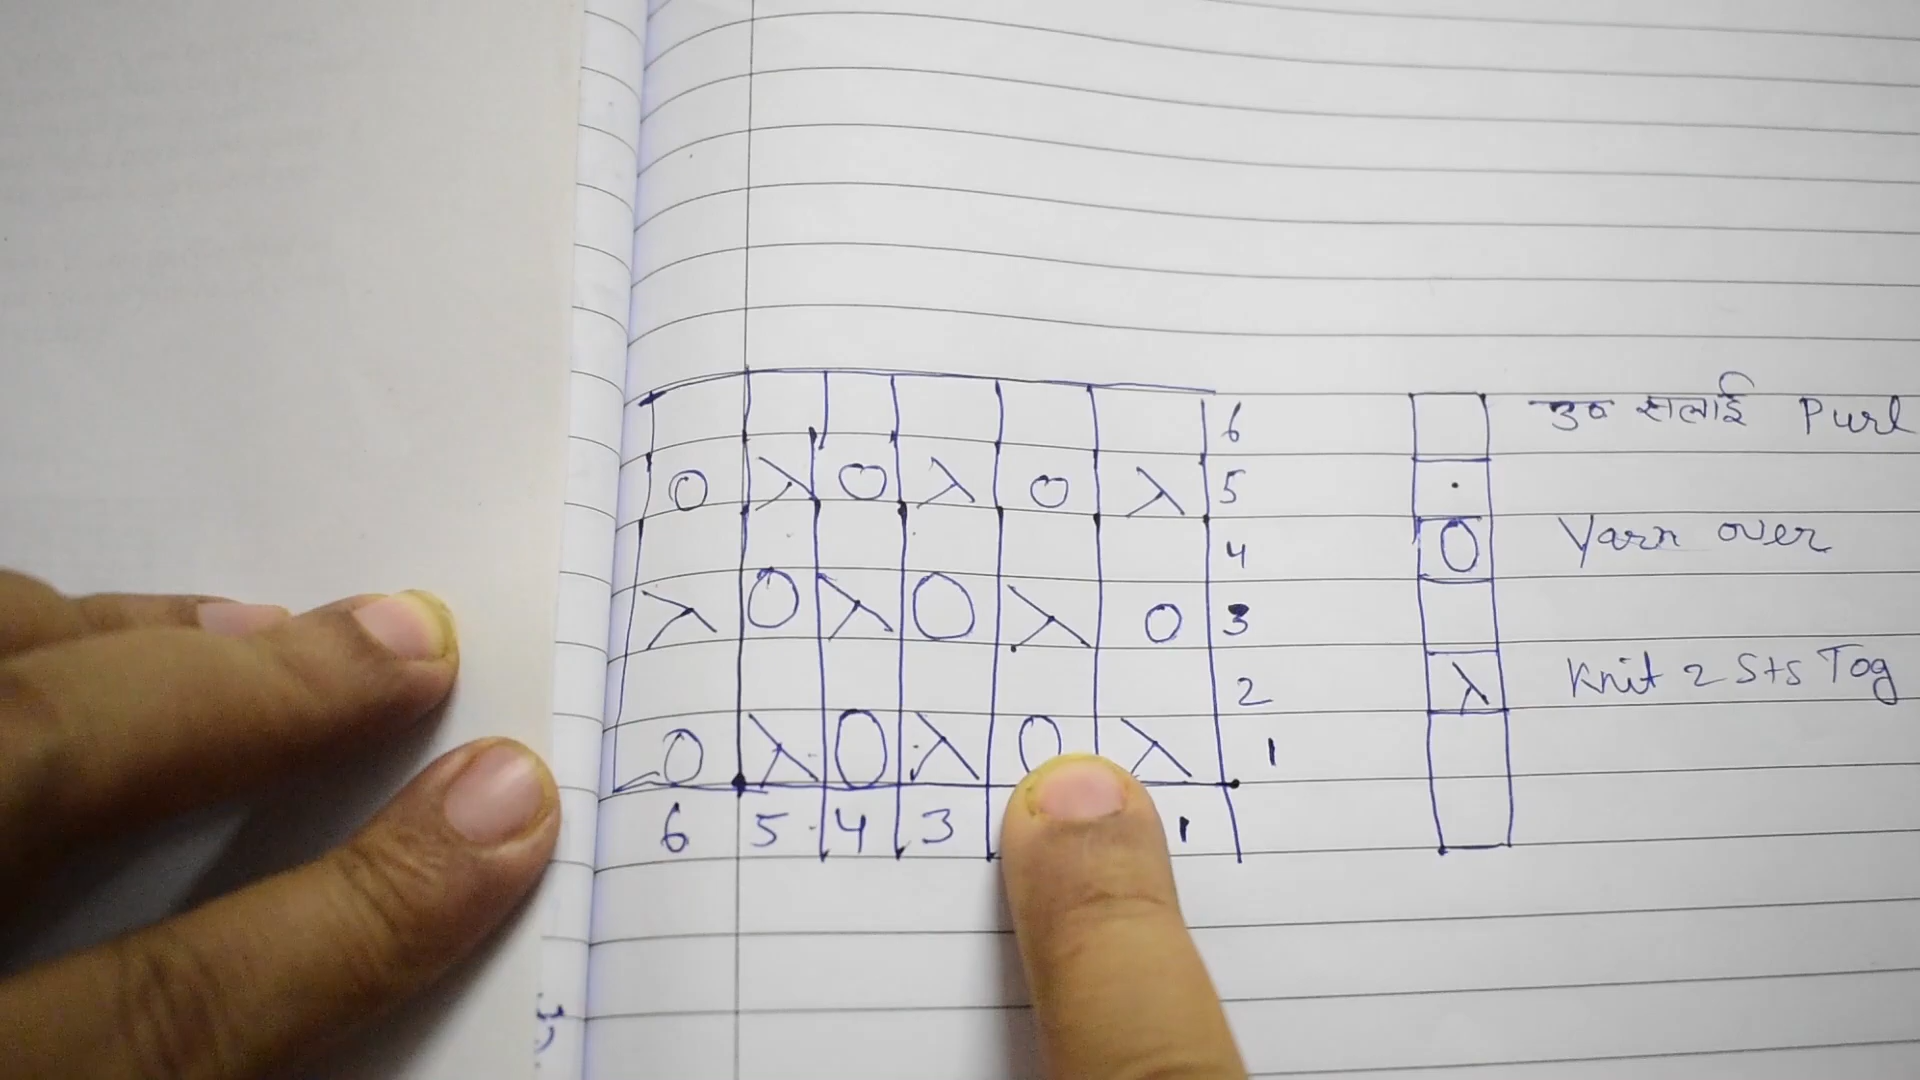 6
O λ O λ O λ 5
4
λ O λ O λ O 3
2
O λ O λ O λ 1
6 5 4 3 1
उ० सलाई Purl
.
O Yarn over
λ Knit 2 Sts Tog